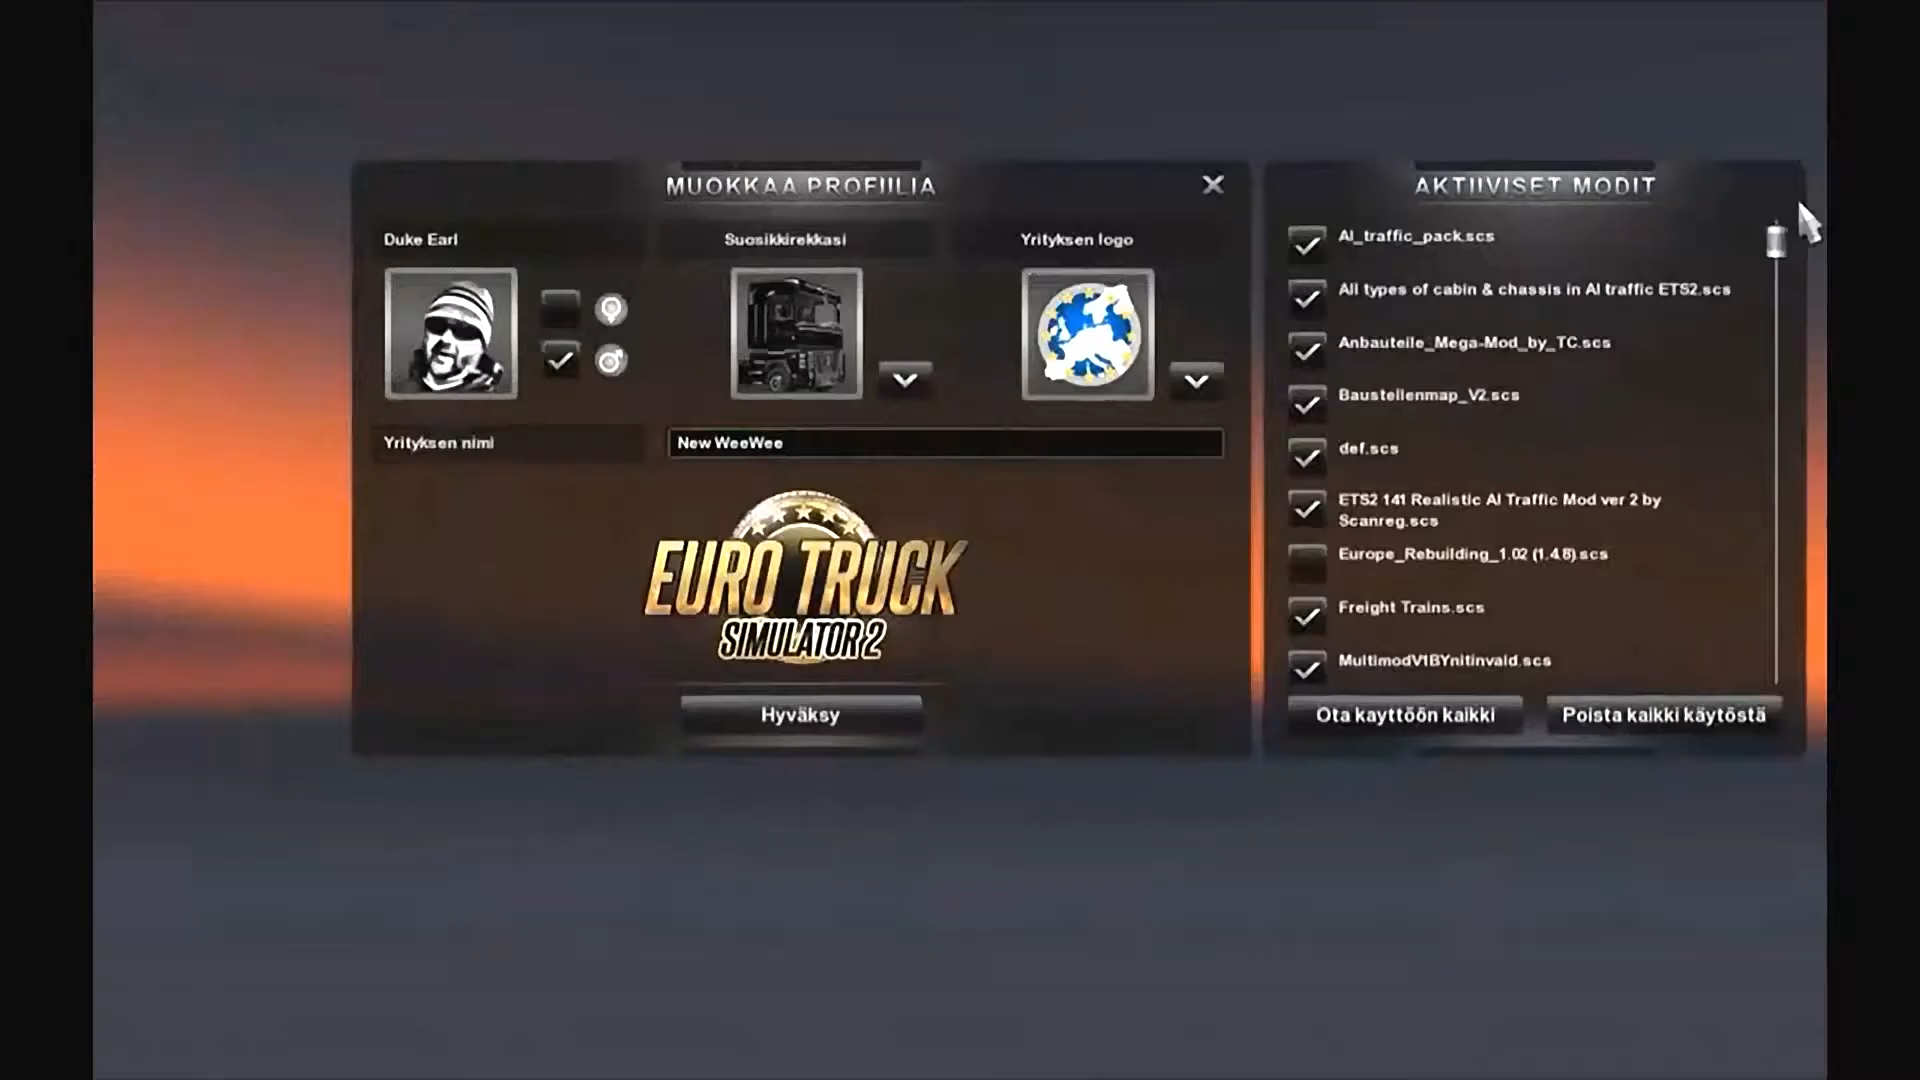 MUOKKAA PROFIILIA
Duke Earl
Suosikkirekkasi
Yrityksen logo
Yrityksen nimi
New WeeWee
EURO TRUCK
SIMULATOR 2
Hyväksy
AKTIIVISET MODIT
AI_traffic_pack.scs
All types of cabin & chassis in AI traffic ETS2.scs
Anbauteile_Mega-Mod_by_TC.scs
Baustellenmap_V2.scs
def.scs
ETS2 141 Realistic AI Traffic Mod ver 2 by
Scanreg.scs
Europe_Rebuilding_1.02 (1.4.8).scs
Freight Trains.scs
MultimodV1BYnitinvaid.scs
Ota kayttöön kaikki
Poista kaikki käytöstä